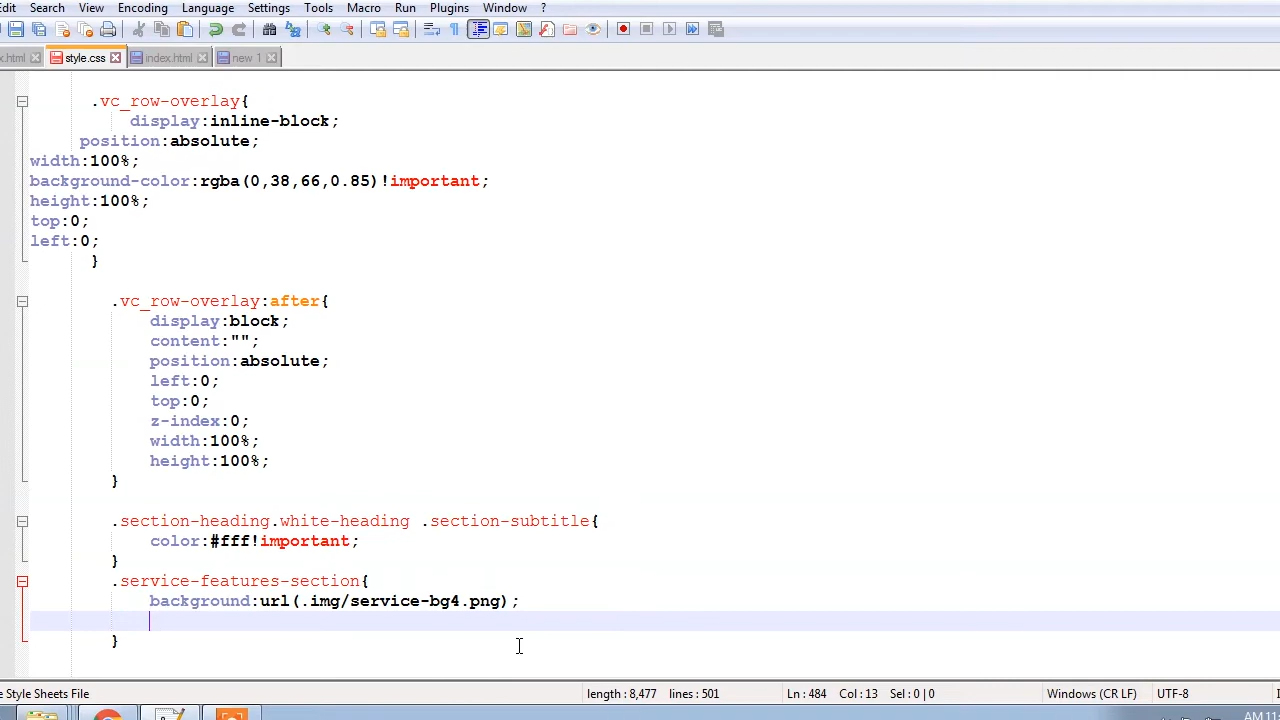 Edit Search View Encoding Language Settings Tools Macro Run Plugins Window ?
x.html style.css index.html new 1
.vc_row-overlay{
display:inline-block;
position:absolute;
width:100%;
background-color:rgba(0,38,66,0.85)!important;
height:100%;
top:0;
left:0;
}
.vc_row-overlay:after{
display:block;
content:"";
position:absolute;
left:0;
top:0;
z-index:0;
width:100%;
height:100%;
}
.section-heading.white-heading .section-subtitle{
color:#fff!important;
}
.service-features-section{
background:url(.img/service-bg4.png);
}
e Style Sheets File length : 8,477 lines : 501 Ln : 484 Col : 13 Sel : 0 | 0 Windows (CR LF) UTF-8